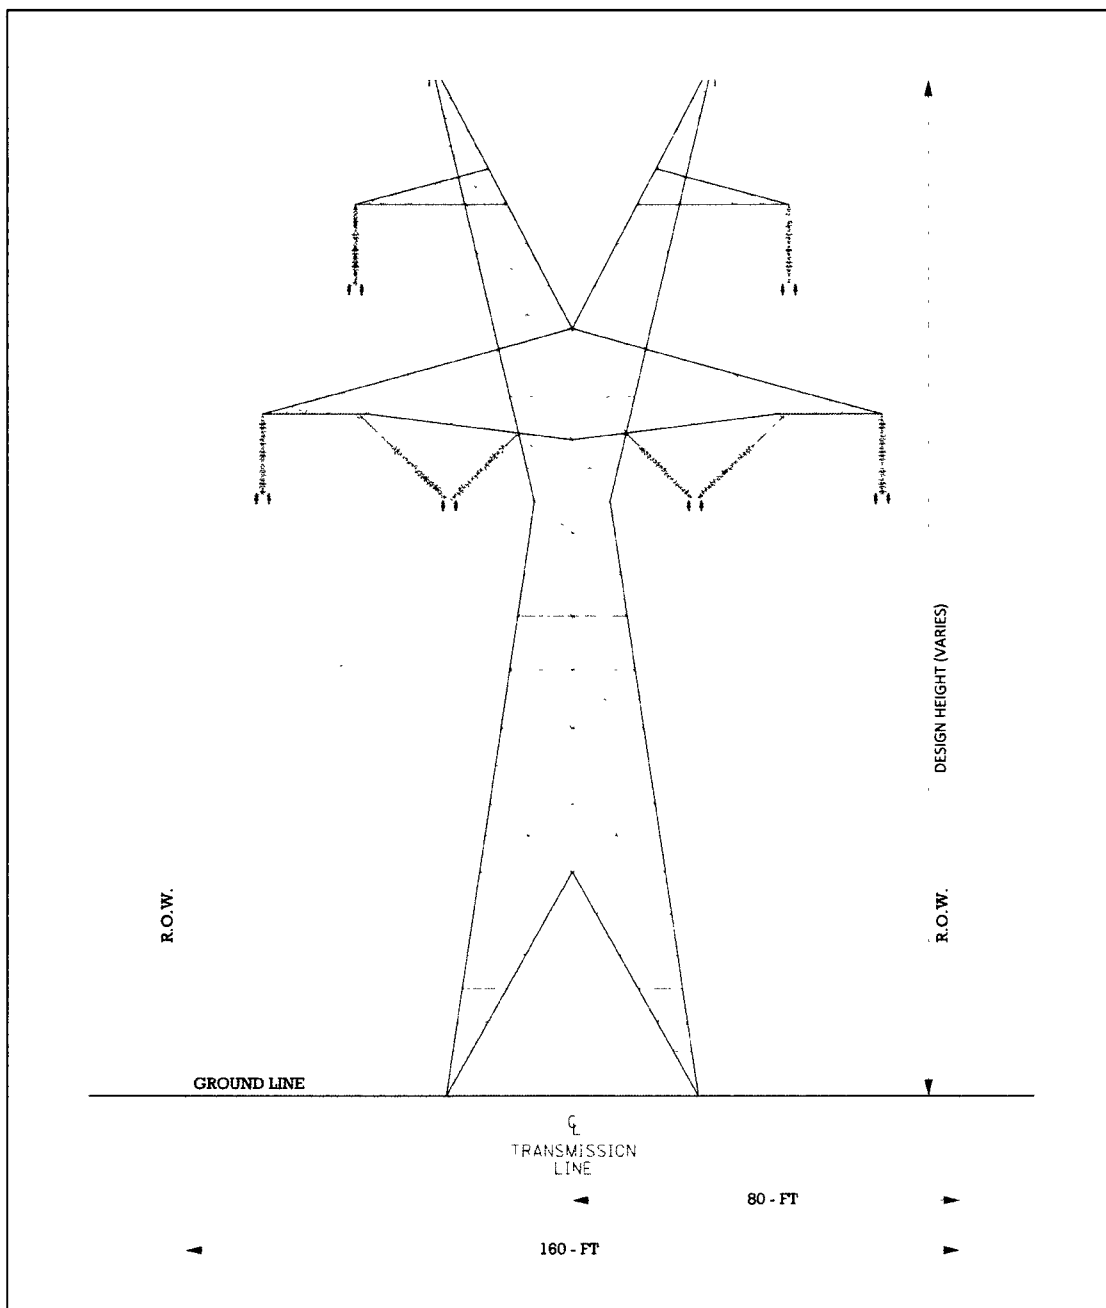 DESIGN HEIGHT (VARIES)
R.O.W.
R.O.W.
GROUND LINE
℄
TRANSMISSION
LINE
80 - FT
160 - FT